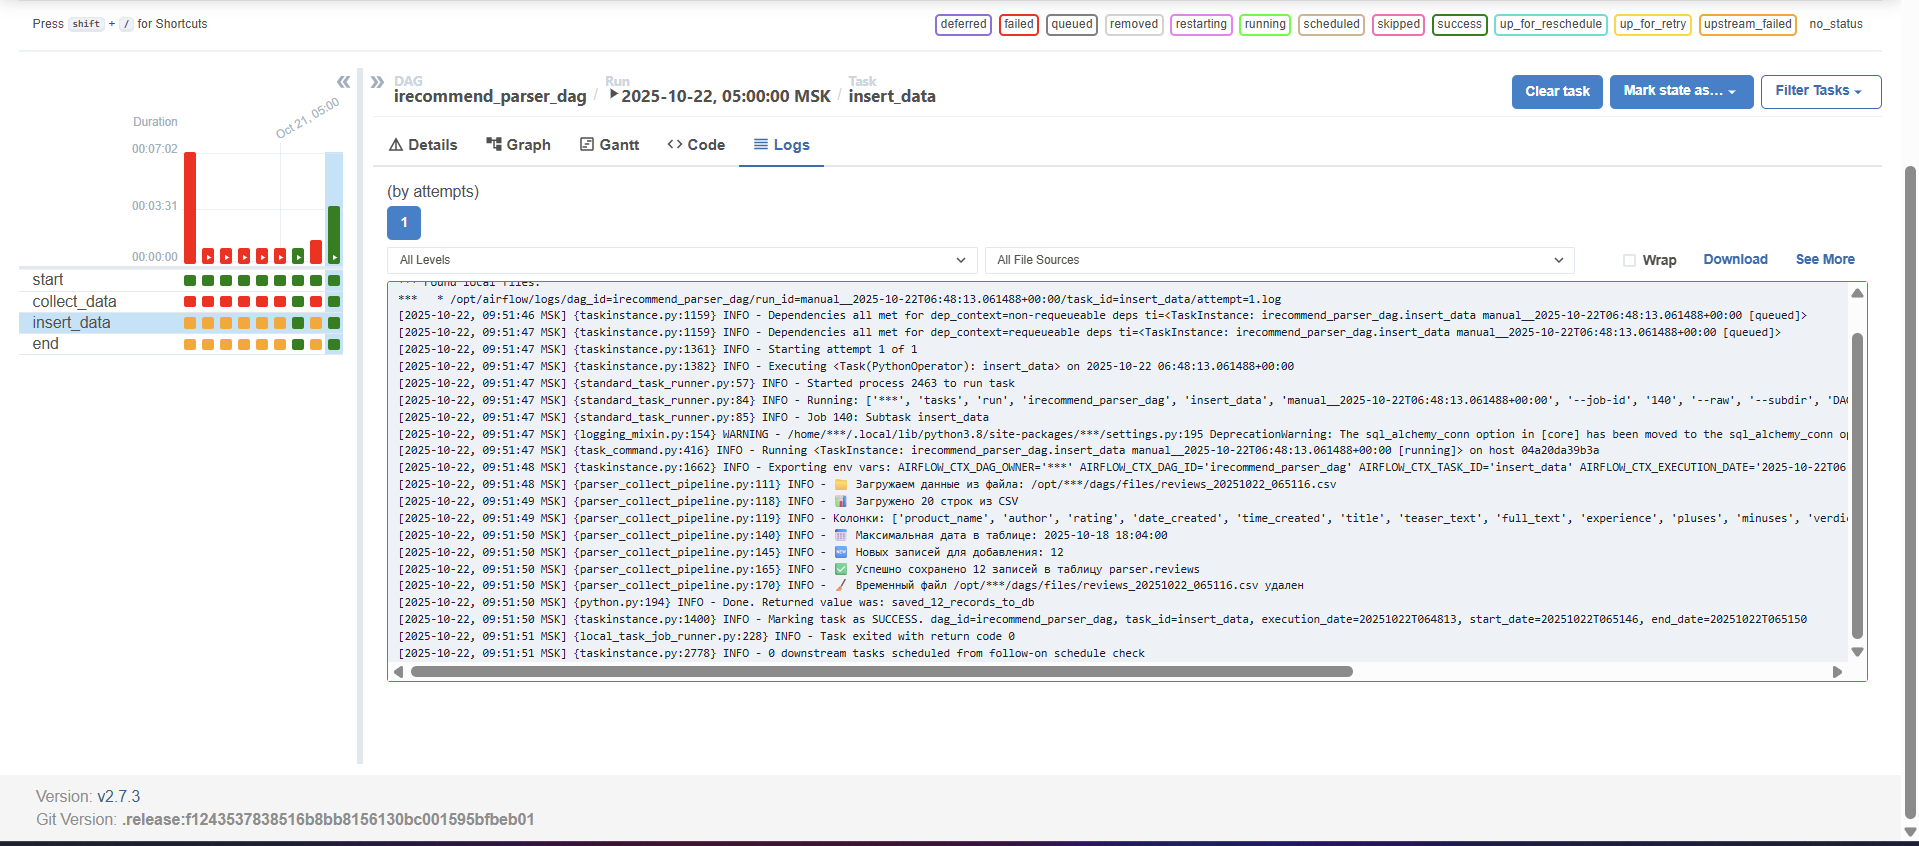 Press shift + / for Shortcuts
deferred failed queued removed restarting running scheduled skipped success up_for_reschedule up_for_retry upstream_failed no_status
DAG
irecommend_parser_dag
Run
2025-10-22, 05:00:00 MSK
Task
insert_data
Clear task
Mark state as...
Filter Tasks
Oct 21, 05:00
Duration
00:07:02
00:03:31
00:00:00
start
collect_data
insert_data
end
Details
Graph
Gantt
Code
Logs
(by attempts)
1
All Levels
All File Sources
Wrap
Download
See More
*** Found local files:
***   * /opt/airflow/logs/dag_id=irecommend_parser_dag/run_id=manual__2025-10-22T06:48:13.061488+00:00/task_id=insert_data/attempt=1.log
[2025-10-22, 09:51:46 MSK] {taskinstance.py:1159} INFO - Dependencies all met for dep_context=non-requeueable deps ti=<TaskInstance: irecommend_parser_dag.insert_data manual__2025-10-22T06:48:13.061488+00:00 [queued]>
[2025-10-22, 09:51:47 MSK] {taskinstance.py:1159} INFO - Dependencies all met for dep_context=requeueable deps ti=<TaskInstance: irecommend_parser_dag.insert_data manual__2025-10-22T06:48:13.061488+00:00 [queued]>
[2025-10-22, 09:51:47 MSK] {taskinstance.py:1361} INFO - Starting attempt 1 of 1
[2025-10-22, 09:51:47 MSK] {taskinstance.py:1382} INFO - Executing <Task(PythonOperator): insert_data> on 2025-10-22 06:48:13.061488+00:00
[2025-10-22, 09:51:47 MSK] {standard_task_runner.py:57} INFO - Started process 2463 to run task
[2025-10-22, 09:51:47 MSK] {standard_task_runner.py:84} INFO - Running: ['***', 'tasks', 'run', 'irecommend_parser_dag', 'insert_data', 'manual__2025-10-22T06:48:13.061488+00:00', '--job-id', '140', '--raw', '--subdir', 'DA
[2025-10-22, 09:51:47 MSK] {standard_task_runner.py:85} INFO - Job 140: Subtask insert_data
[2025-10-22, 09:51:47 MSK] {logging_mixin.py:154} WARNING - /home/***/.local/lib/python3.8/site-packages/***/settings.py:195 DeprecationWarning: The sql_alchemy_conn option in [core] has been moved to the sql_alchemy_conn o
[2025-10-22, 09:51:47 MSK] {task_command.py:416} INFO - Running <TaskInstance: irecommend_parser_dag.insert_data manual__2025-10-22T06:48:13.061488+00:00 [running]> on host 04a20da39b3a
[2025-10-22, 09:51:48 MSK] {taskinstance.py:1662} INFO - Exporting env vars: AIRFLOW_CTX_DAG_OWNER='***' AIRFLOW_CTX_DAG_ID='irecommend_parser_dag' AIRFLOW_CTX_TASK_ID='insert_data' AIRFLOW_CTX_EXECUTION_DATE='2025-10-22T06
[2025-10-22, 09:51:48 MSK] {parser_collect_pipeline.py:111} INFO - 📁 Загружаем данные из файла: /opt/***/dags/files/reviews_20251022_065116.csv
[2025-10-22, 09:51:49 MSK] {parser_collect_pipeline.py:118} INFO - 📊 Загружено 20 строк из CSV
[2025-10-22, 09:51:49 MSK] {parser_collect_pipeline.py:119} INFO - Колонки: ['product_name', 'author', 'rating', 'date_created', 'time_created', 'title', 'teaser_text', 'full_text', 'experience', 'pluses', 'minuses', 'verdi
[2025-10-22, 09:51:50 MSK] {parser_collect_pipeline.py:140} INFO - 📅 Максимальная дата в таблице: 2025-10-18 18:04:00
[2025-10-22, 09:51:50 MSK] {parser_collect_pipeline.py:145} INFO - 🆕 Новых записей для добавления: 12
[2025-10-22, 09:51:50 MSK] {parser_collect_pipeline.py:165} INFO - ✅ Успешно сохранено 12 записей в таблицу parser.reviews
[2025-10-22, 09:51:50 MSK] {parser_collect_pipeline.py:170} INFO - 🧹 Временный файл /opt/***/dags/files/reviews_20251022_065116.csv удален
[2025-10-22, 09:51:50 MSK] {python.py:194} INFO - Done. Returned value was: saved_12_records_to_db
[2025-10-22, 09:51:50 MSK] {taskinstance.py:1400} INFO - Marking task as SUCCESS. dag_id=irecommend_parser_dag, task_id=insert_data, execution_date=20251022T064813, start_date=20251022T065146, end_date=20251022T065150
[2025-10-22, 09:51:51 MSK] {local_task_job_runner.py:228} INFO - Task exited with return code 0
[2025-10-22, 09:51:51 MSK] {taskinstance.py:2778} INFO - 0 downstream tasks scheduled from follow-on schedule check
Version: v2.7.3
Git Version: .release:f1243537838516b8bb8156130bc001595bfbeb01